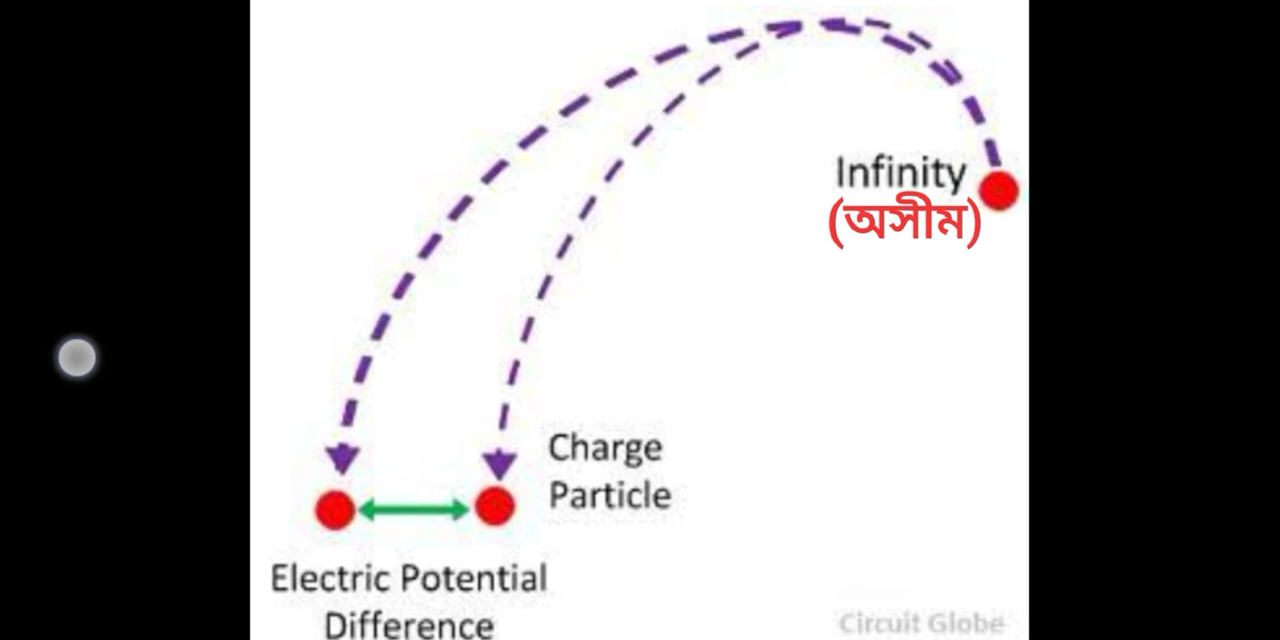 Infinity
(অসীম)
Charge
Particle
Electric Potential
Difference
Circuit Globe